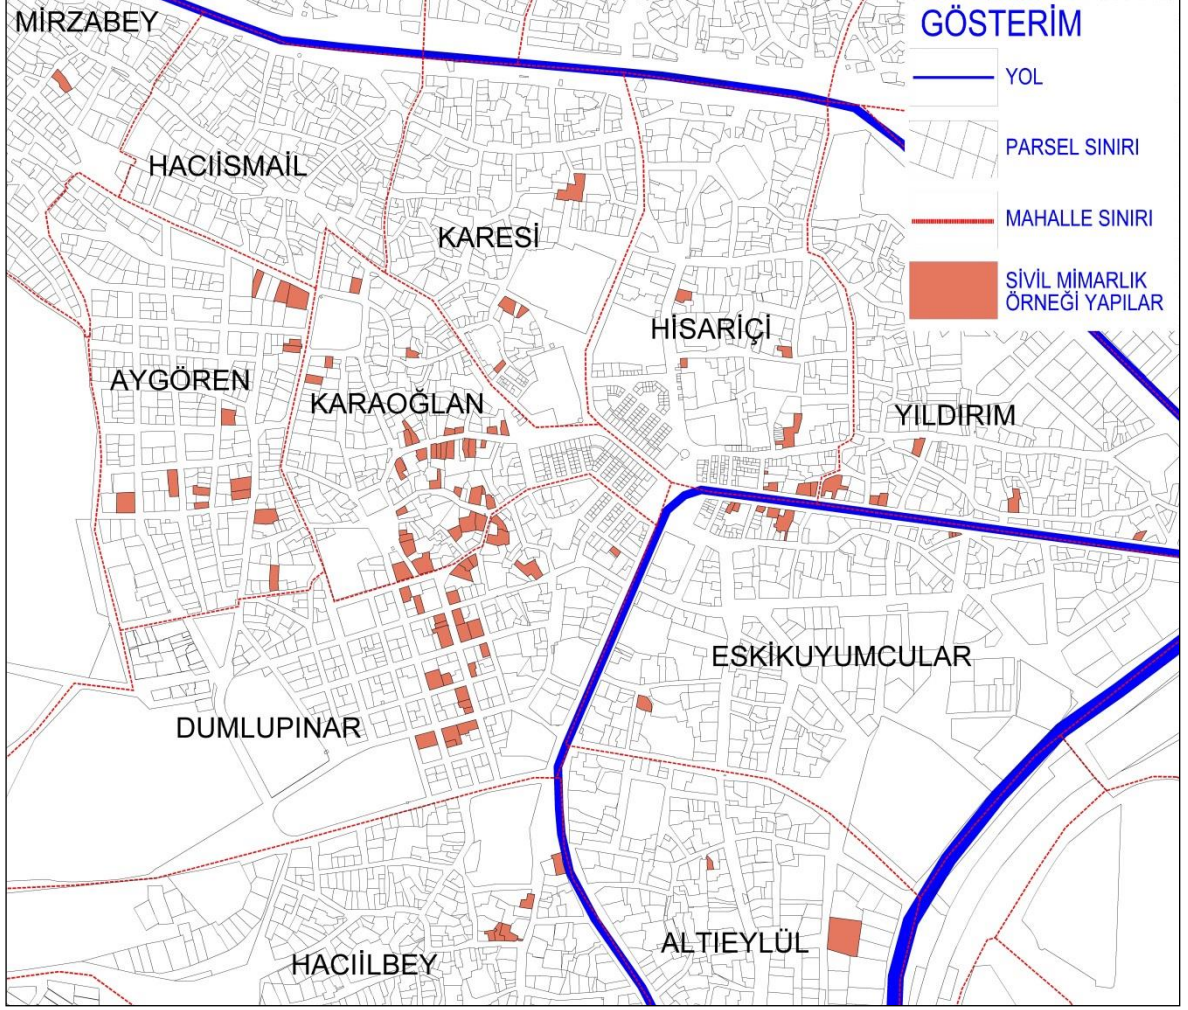 MİRZABEY
GÖSTERİM
YOL
PARSEL SINIRI
MAHALLE SINIRI
SİVİL MİMARLIK
ÖRNEĞİ YAPILAR
HACIİSMAİL
KARESİ
HİSARİÇİ
AYGÖREN
KARAOĞLAN
YILDIRIM
ESKİKUYUMCULAR
DUMLUPINAR
ALTIEYLÜL
HACIİLBEY